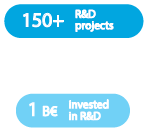 150+ R&D
projects
1 B€ Invested
in R&D